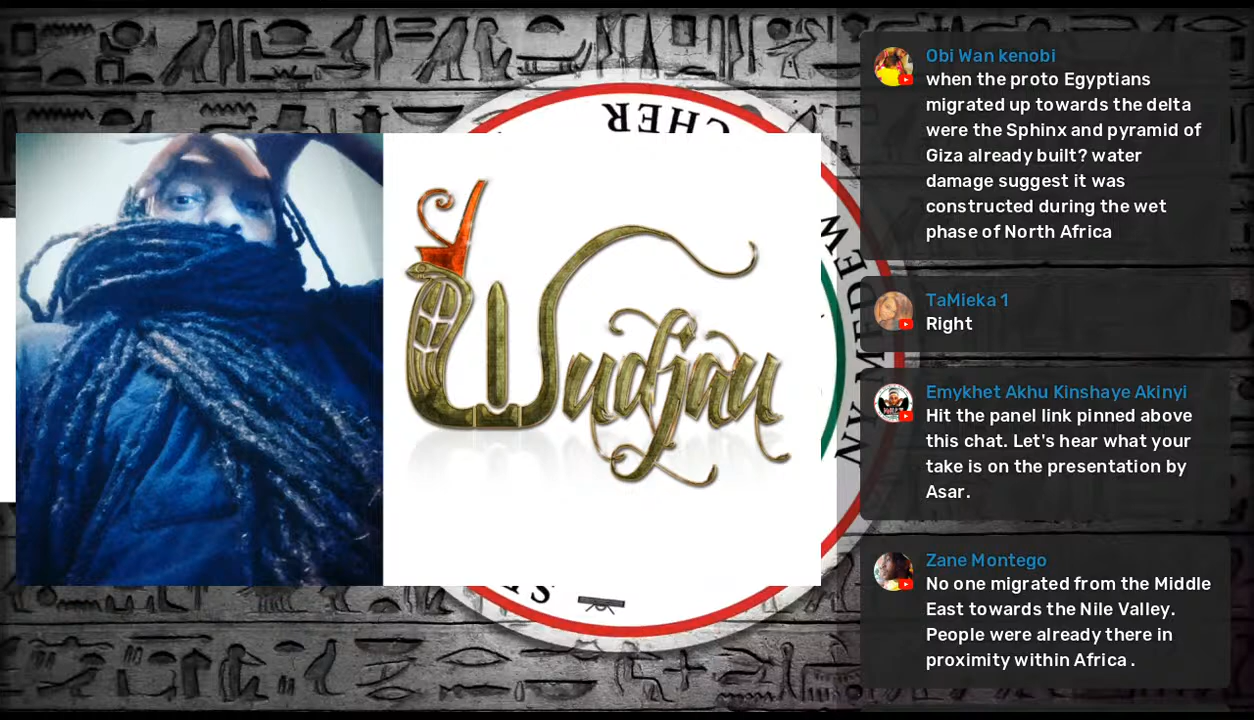 CHER
Wudjau
Obi Wan kenobi
when the proto Egyptians
migrated up towards the delta
were the Sphinx and pyramid of
Giza already built? water
damage suggest it was
constructed during the wet
phase of North Africa
TaMieka 1
Right
Emykhet Akhu Kinshaye Akinyi
Hit the panel link pinned above
this chat. Let's hear what your
take is on the presentation by
Asar.
Zane Montego
No one migrated from the Middle
East towards the Nile Valley.
People were already there in
proximity within Africa .